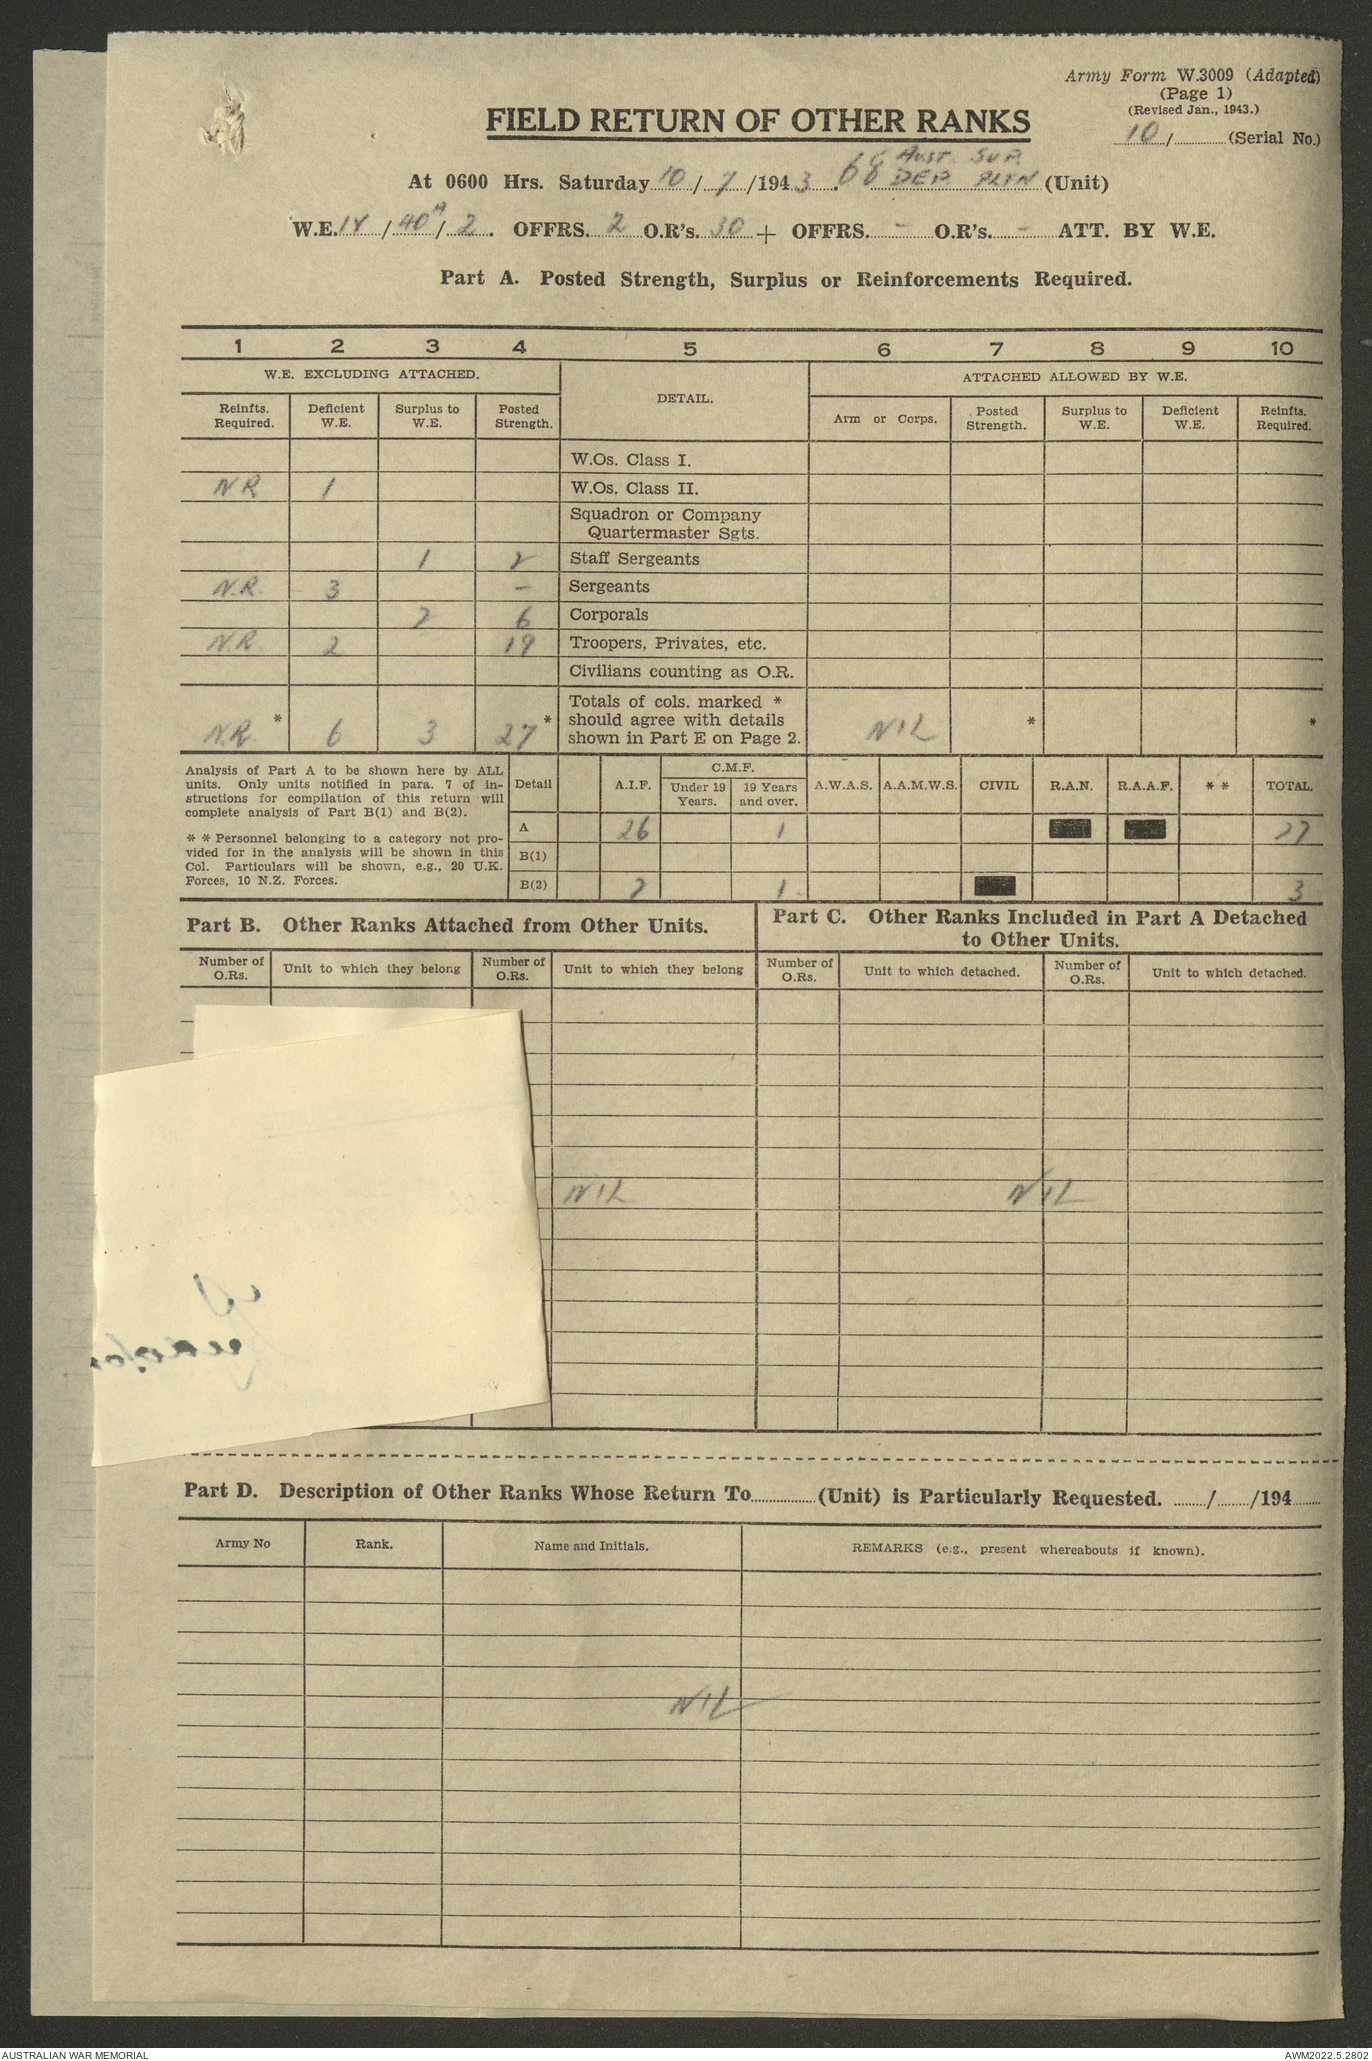 Army Form W.3009 (Adapted)
(Page 1)
(Revised Jan., 1943.)
10/ (Serial No.)
FIELD RETURN OF OTHER RANKS
At 0600 Hrs. Saturday 10/7/1943. 68 AUST. SUP. DEP. PLTN (Unit)
W.E. 14/40A/2. OFFRS. 2 O.R's. 30 + OFFRS. - O.R's. - ATT. BY W.E.
Part A. Posted Strength, Surplus or Reinforcements Required.
1 2 3 4 5 6 7 8 9 10
W.E. EXCLUDING ATTACHED. DETAIL. ATTACHED ALLOWED BY W.E.
Reinfts. Required. Deficient W.E. Surplus to W.E. Posted Strength. Arm or Corps. Posted Strength. Surplus to W.E. Deficient W.E. Reinfts. Required.
W.Os. Class I.
NR 1 W.Os. Class II.
Squadron or Company
Quartermaster Sgts.
1 2 Staff Sergeants
N.R. 3 - Sergeants
2 6 Corporals
N.R 2 19 Troopers, Privates, etc.
Civilians counting as O.R.
Totals of cols. marked *
* * should agree with details * *
N.R. 6 3 27 shown in Part E on Page 2. NIL
Analysis of Part A to be shown here by ALL
units. Only units notified in para. 7 of in-
structions for compilation of this return will
complete analysis of Part B(1) and B(2).
* * Personnel belonging to a category not pro-
vided for in the analysis will be shown in this
Col. Particulars will be shown, e.g., 20 U.K.
Forces, 10 N.Z. Forces.
C.M.F.
Detail A.I.F. Under 19 Years. 19 Years and over. A.W.A.S. A.A.M.W.S. CIVIL R.A.N. R.A.A.F. * * TOTAL.
A 26 1 27
B(1)
B(2) 2 1 3
Part B. Other Ranks Attached from Other Units.
Part C. Other Ranks Included in Part A Detached
to Other Units.
Number of O.Rs. Unit to which they belong Number of O.Rs. Unit to which they belong Number of O.Rs. Unit to which detached. Number of O.Rs. Unit to which detached.
NIL NIL
Part D. Description of Other Ranks Whose Return To (Unit) is Particularly Requested. / /194
Army No Rank. Name and Initials. REMARKS (e.g., present whereabouts if known).
NIL
AUSTRALIAN WAR MEMORIAL AWM2022.5.2802